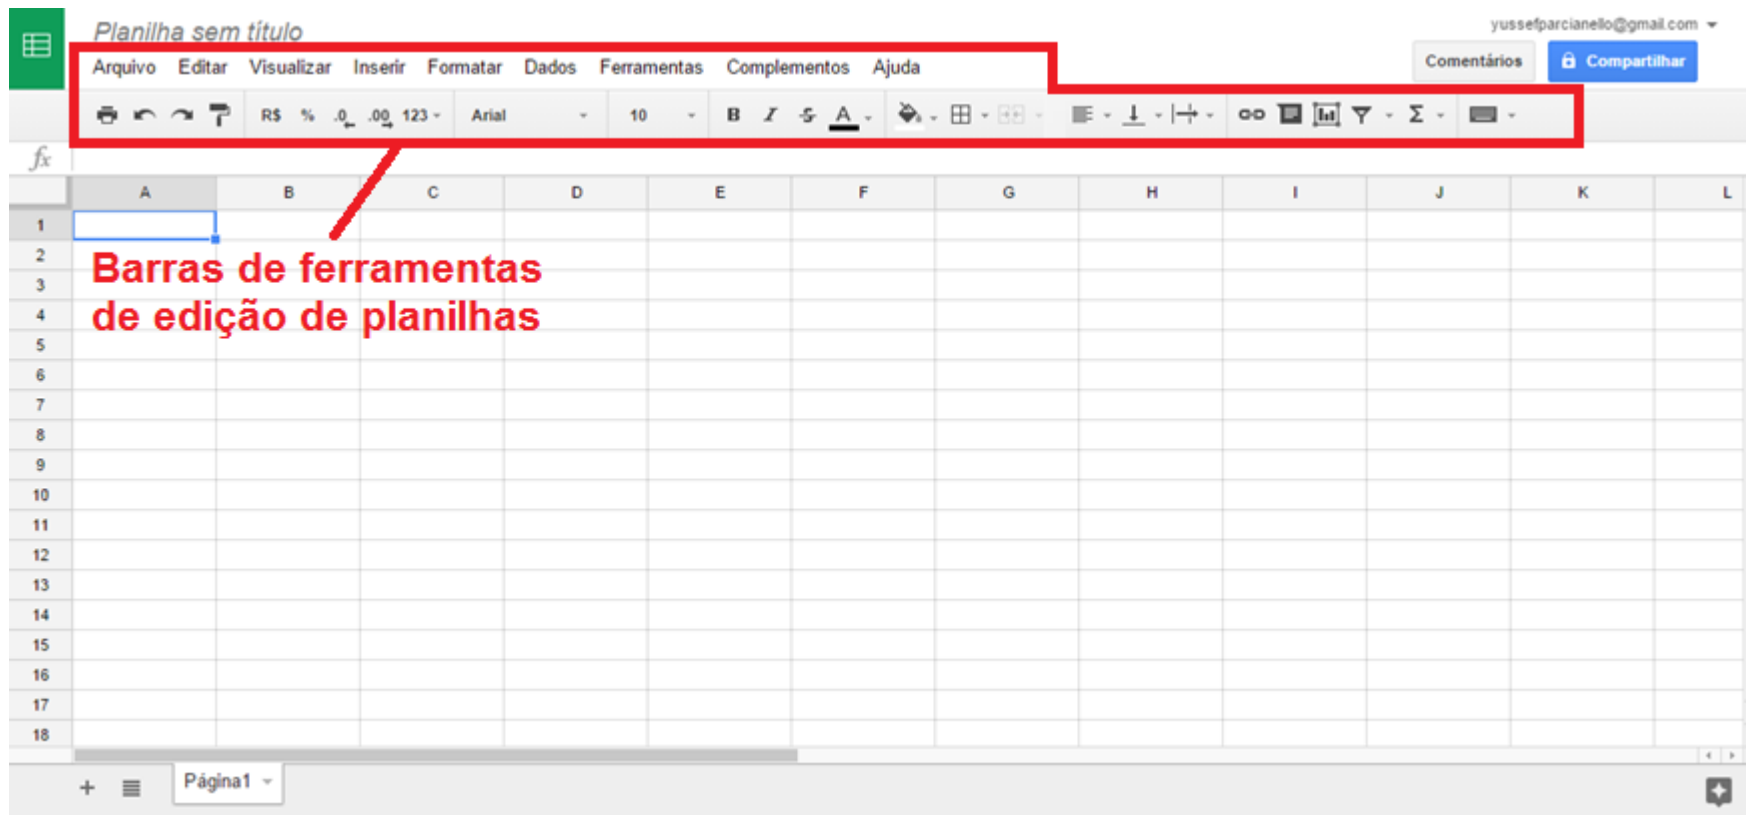 Planilha sem título
yussefparcianello@gmail.com
Arquivo Editar Visualizar Inserir Formatar Dados Ferramentas Complementos Ajuda
Comentários Compartilhar
R$ % .0 .00 123 Arial 10 B I S A Σ
fx
A B C D E F G H I J K L
1
2
Barras de ferramentas
3
4
de edição de planilhas
5
6
7
8
9
10
11
12
13
14
15
16
17
18
+ Página1